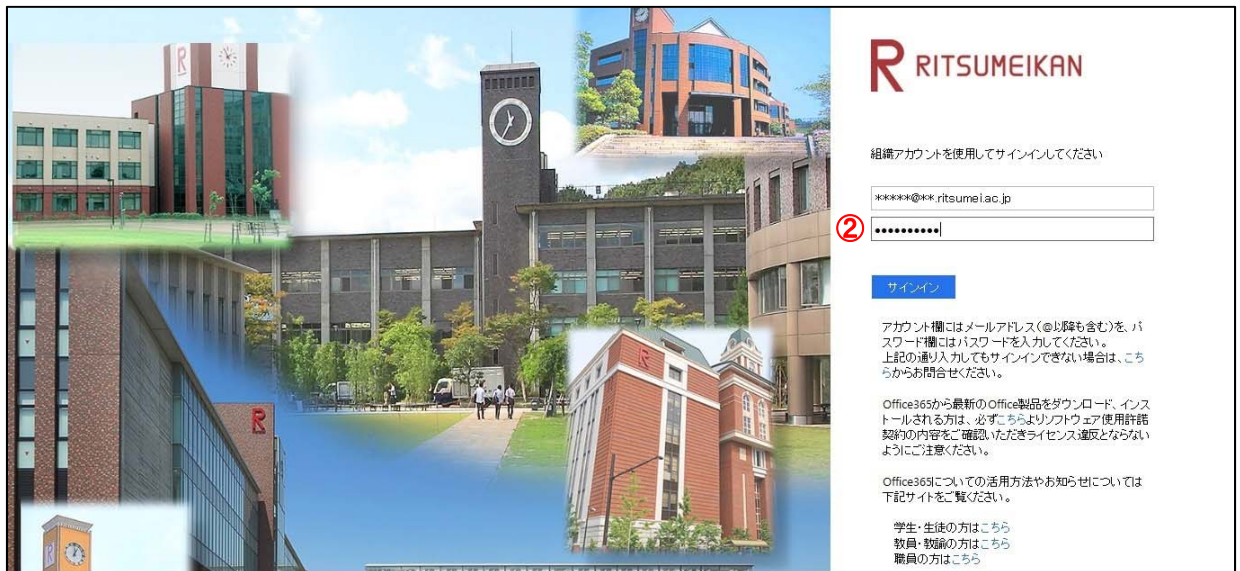 R RITSUMEIKAN
組織アカウントを使用してサインインしてください
*****@**.ritsumei.ac.jp
②
••••••••••
サインイン
アカウント欄にはメールアドレス(@以降も含む)を、パ
スワード欄にはパスワードを入力してください。
上記の通り入力してもサインインできない場合は、こち
らからお問合せください。
Office365から最新のOffice製品をダウンロード、インス
トールされる方は、必ずこちらよりソフトウェア使用許諾
契約の内容をご確認いただきライセンス違反とならない
ようにご注意ください。
Office365についての活用方法やお知らせについては
下記サイトをご覧ください。
学生・生徒の方はこちら
教員・教諭の方はこちら
職員の方はこちら
R
R
R
R